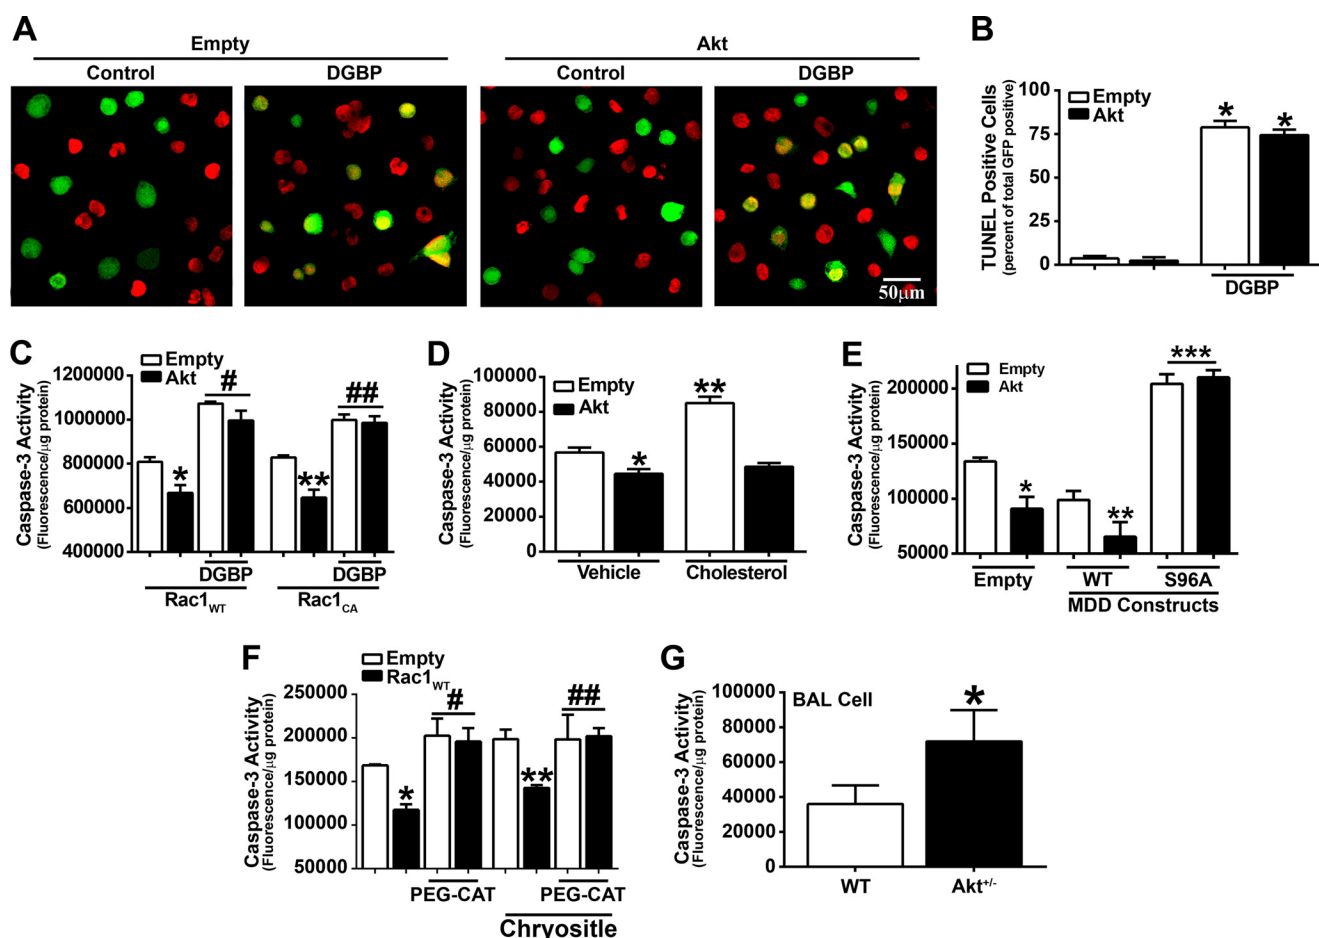 A
Empty
Akt
Control
DGBP
Control
DGBP
50μm
B
TUNEL Positive Cells
(percent of total GFP positive)
100
75
50
25
0
Empty
Akt
*
*
DGBP
C
Caspase-3 Activity
(Fluorescence/μg protein)
1200000
1000000
800000
600000
400000
Empty
Akt
#
##
*
**
DGBP
DGBP
Rac1WT
Rac1CA
D
Caspase-3 Activity
(Fluorescence/μg protein)
100000
80000
60000
40000
20000
0
Empty
Akt
*
**
Vehicle
Cholesterol
E
Caspase-3 Activity
(Fluorescence/μg protein)
200000
150000
100000
50000
Empty
Akt
*
**
***
Empty
WT
S96A
MDD Constructs
F
Caspase-3 Activity
(Fluorescence/μg protein)
250000
200000
150000
100000
50000
Empty
Rac1WT
#
##
*
**
PEG-CAT
PEG-CAT
Chryositle
G
Caspase-3 Activity
(Fluorescence/μg protein)
100000
80000
60000
40000
20000
0
BAL Cell
*
WT
Akt+/-